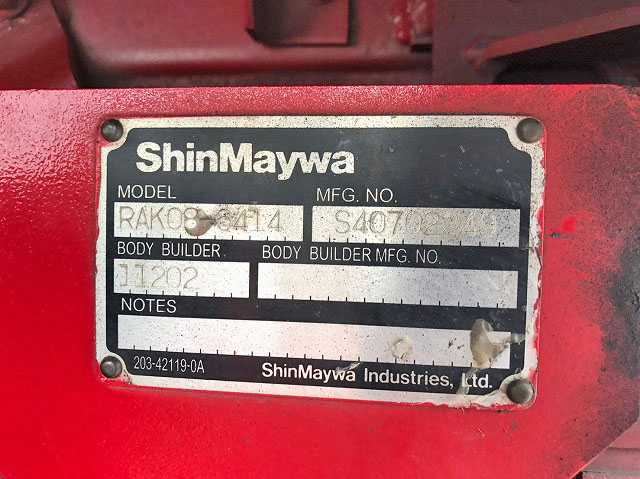 ShinMaywa
MODEL MFG. NO.
BODY BUILDER BODY BUILDER MFG. NO.
11202
NOTES
203-42119-0A ShinMaywa Industries, Ltd.